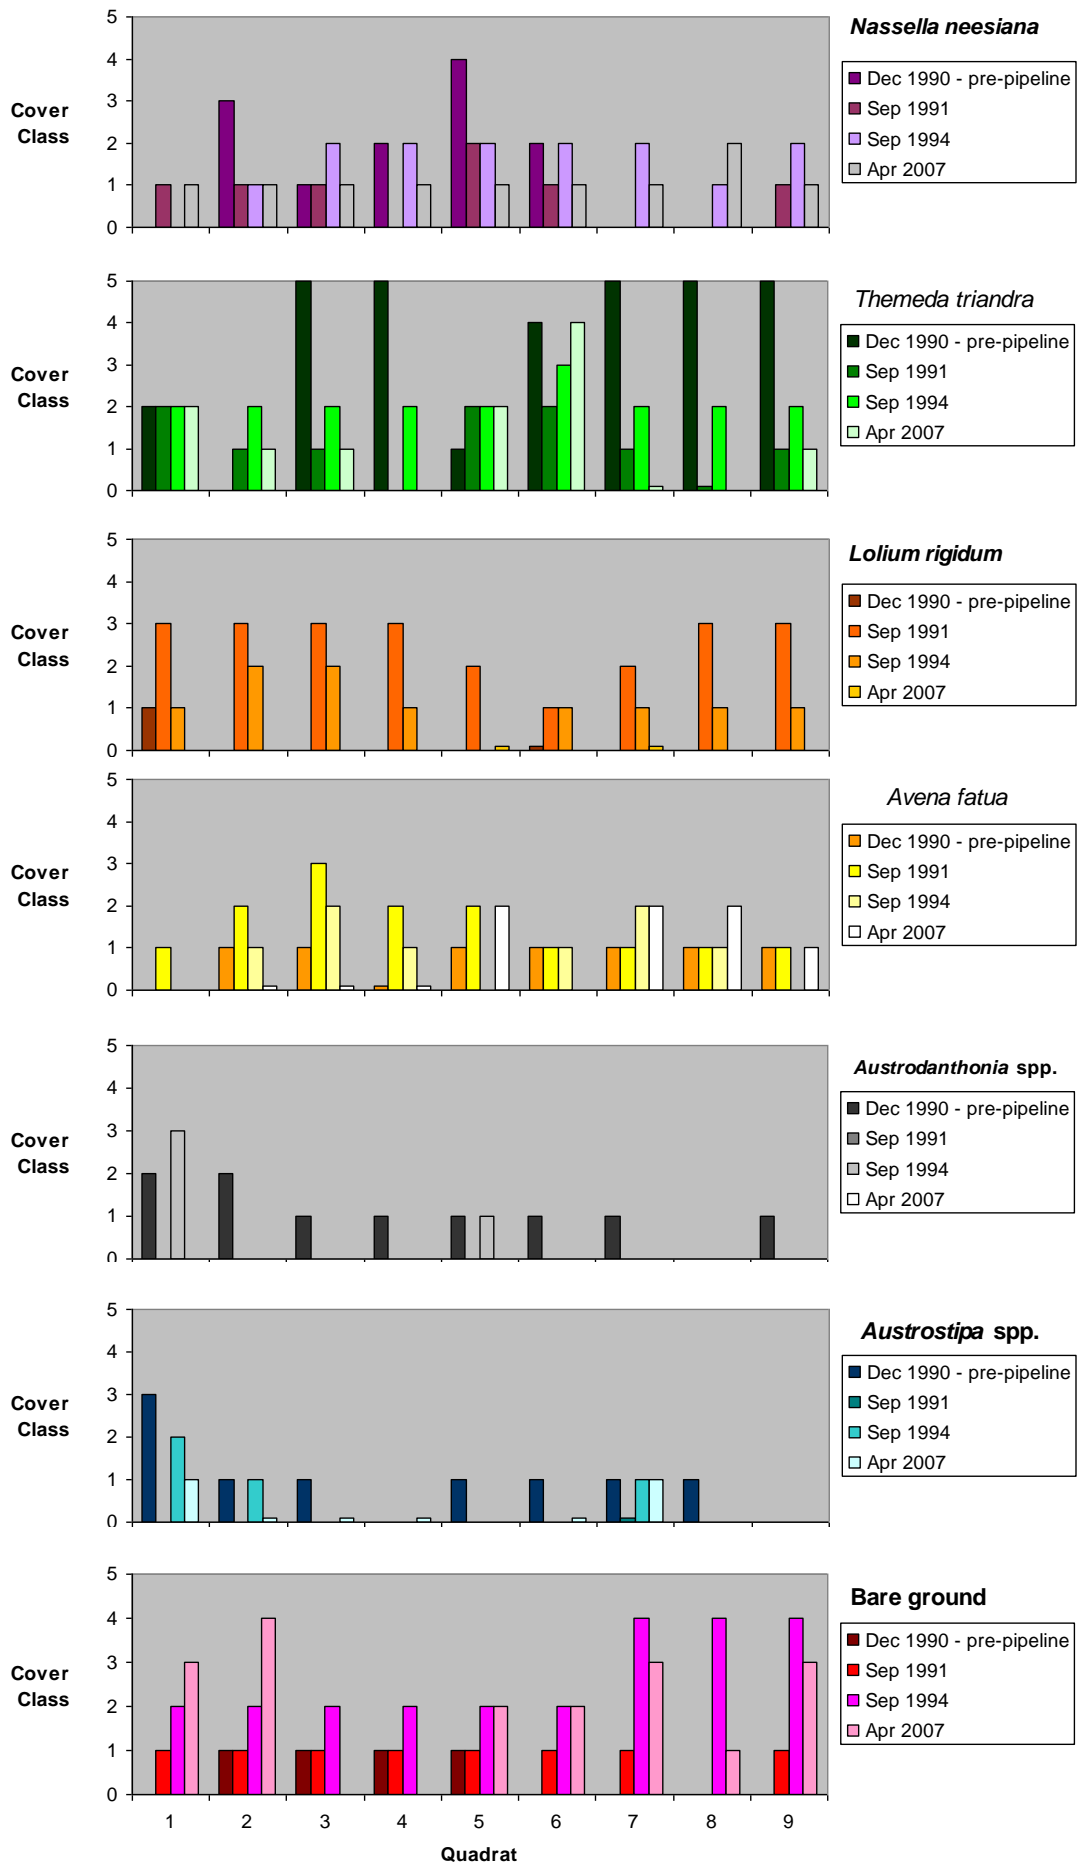 Nassella neesiana
5
4
3
2
1
0
Cover
Class
Dec 1990 - pre-pipeline
Sep 1991
Sep 1994
Apr 2007
Themeda triandra
5
4
3
2
1
0
Cover
Class
Dec 1990 - pre-pipeline
Sep 1991
Sep 1994
Apr 2007
Lolium rigidum
5
4
3
2
1
0
Cover
Class
Dec 1990 - pre-pipeline
Sep 1991
Sep 1994
Apr 2007
Avena fatua
5
4
3
2
1
0
Cover
Class
Dec 1990 - pre-pipeline
Sep 1991
Sep 1994
Apr 2007
Austrodanthonia spp.
5
4
3
2
1
0
Cover
Class
Dec 1990 - pre-pipeline
Sep 1991
Sep 1994
Apr 2007
Austrostipa spp.
5
4
3
2
1
0
Cover
Class
Dec 1990 - pre-pipeline
Sep 1991
Sep 1994
Apr 2007
Bare ground
5
4
3
2
1
0
Cover
Class
Dec 1990 - pre-pipeline
Sep 1991
Sep 1994
Apr 2007
1 2 3 4 5 6 7 8 9
Quadrat